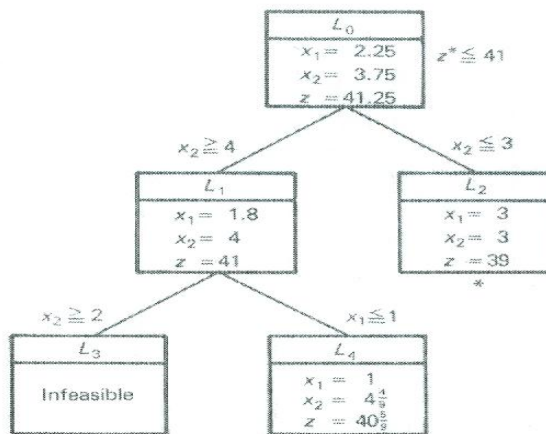 L₀
x₁ = 2.25
x₂ = 3.75
z = 41.25
z* ≦ 41
x₂ ≧ 4
x₂ ≦ 3
L₁
x₁ = 1.8
x₂ = 4
z = 41
L₂
x₁ = 3
x₂ = 3
z = 39
*
x₂ ≧ 2
x₁ ≦ 1
L₃
Infeasible
L₄
x₁ = 1
x₂ = 4 4/9
z = 40 5/9